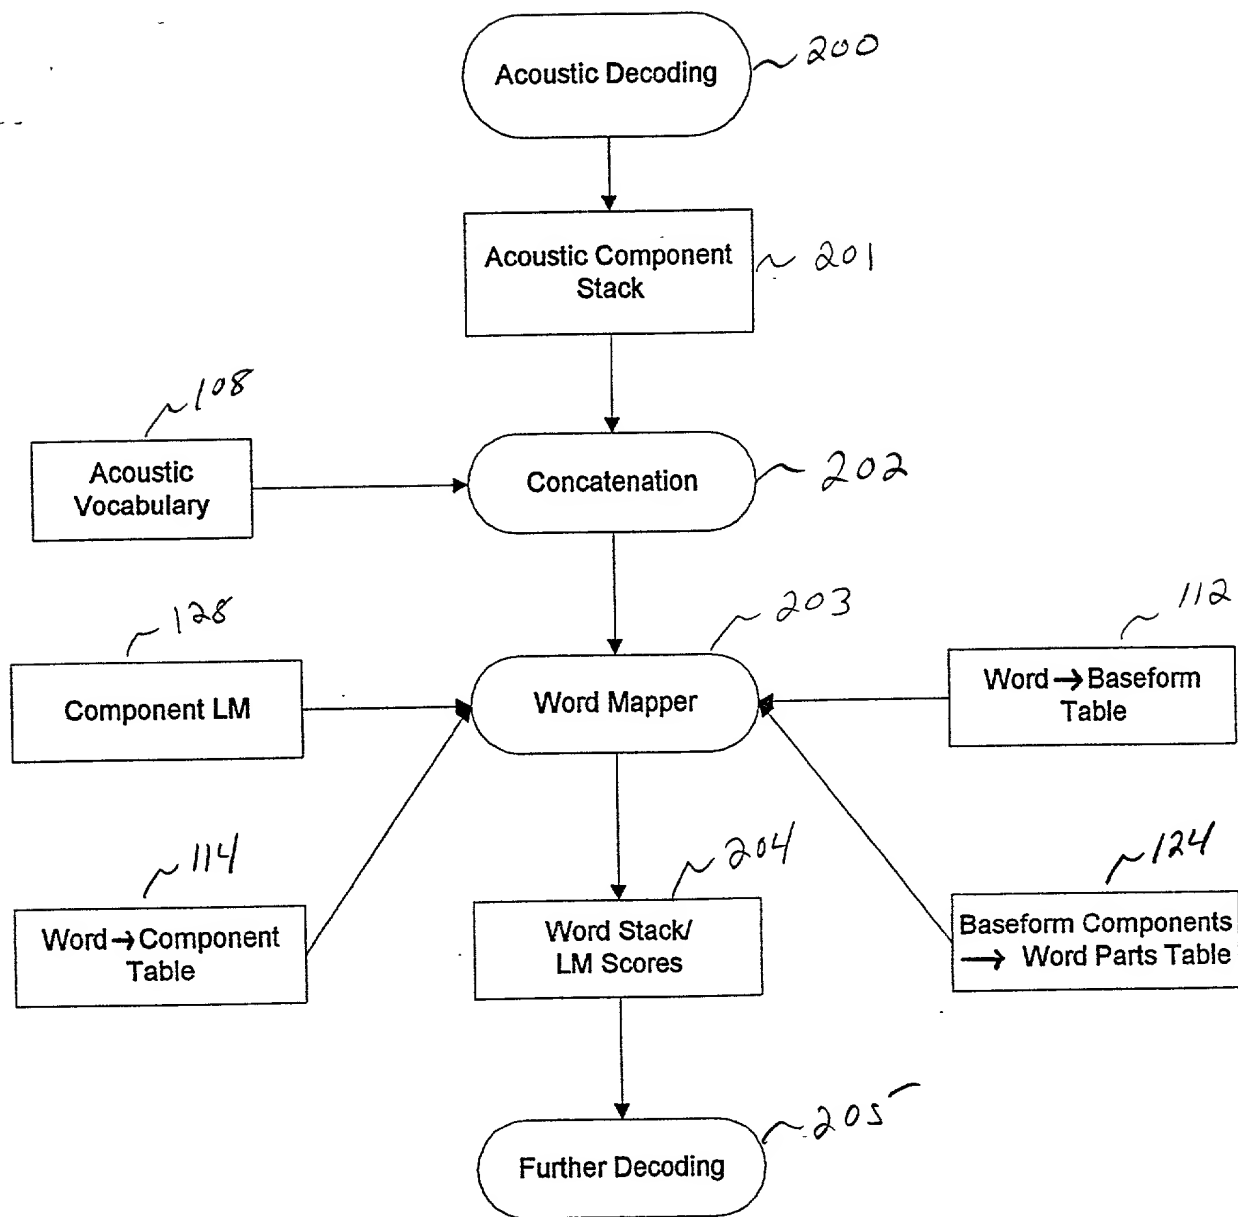 Acoustic Decoding
200
Acoustic Component
Stack
201
108
Acoustic
Vocabulary
Concatenation
202
128
Component LM
203
Word Mapper
112
Word → Baseform
Table
114
Word → Component
Table
204
Word Stack/
LM Scores
124
Baseform Components
→ Word Parts Table
205
Further Decoding